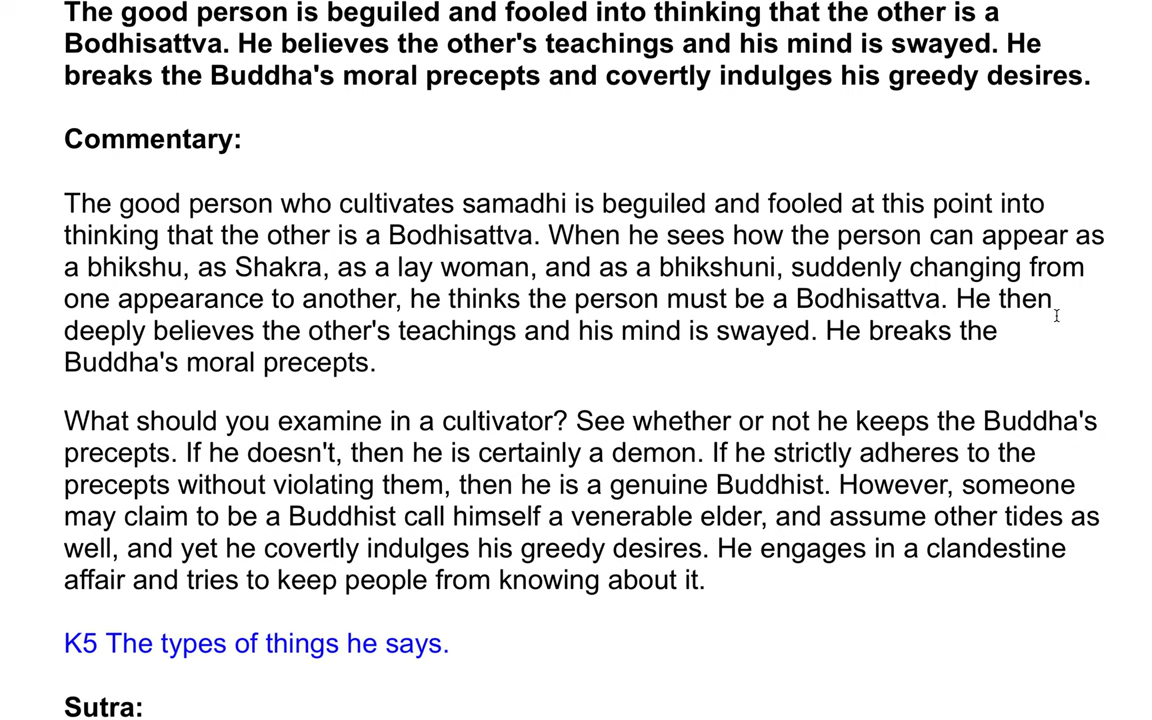 The good person is beguiled and fooled into thinking that the other is a
Bodhisattva. He believes the other's teachings and his mind is swayed. He
breaks the Buddha's moral precepts and covertly indulges his greedy desires.
Commentary:
The good person who cultivates samadhi is beguiled and fooled at this point into
thinking that the other is a Bodhisattva. When he sees how the person can appear as
a bhikshu, as Shakra, as a lay woman, and as a bhikshuni, suddenly changing from
one appearance to another, he thinks the person must be a Bodhisattva. He then
deeply believes the other's teachings and his mind is swayed. He breaks the
Buddha's moral precepts.
What should you examine in a cultivator? See whether or not he keeps the Buddha's
precepts. If he doesn't, then he is certainly a demon. If he strictly adheres to the
precepts without violating them, then he is a genuine Buddhist. However, someone
may claim to be a Buddhist call himself a venerable elder, and assume other tides as
well, and yet he covertly indulges his greedy desires. He engages in a clandestine
affair and tries to keep people from knowing about it.
K5 The types of things he says.
Sutra: